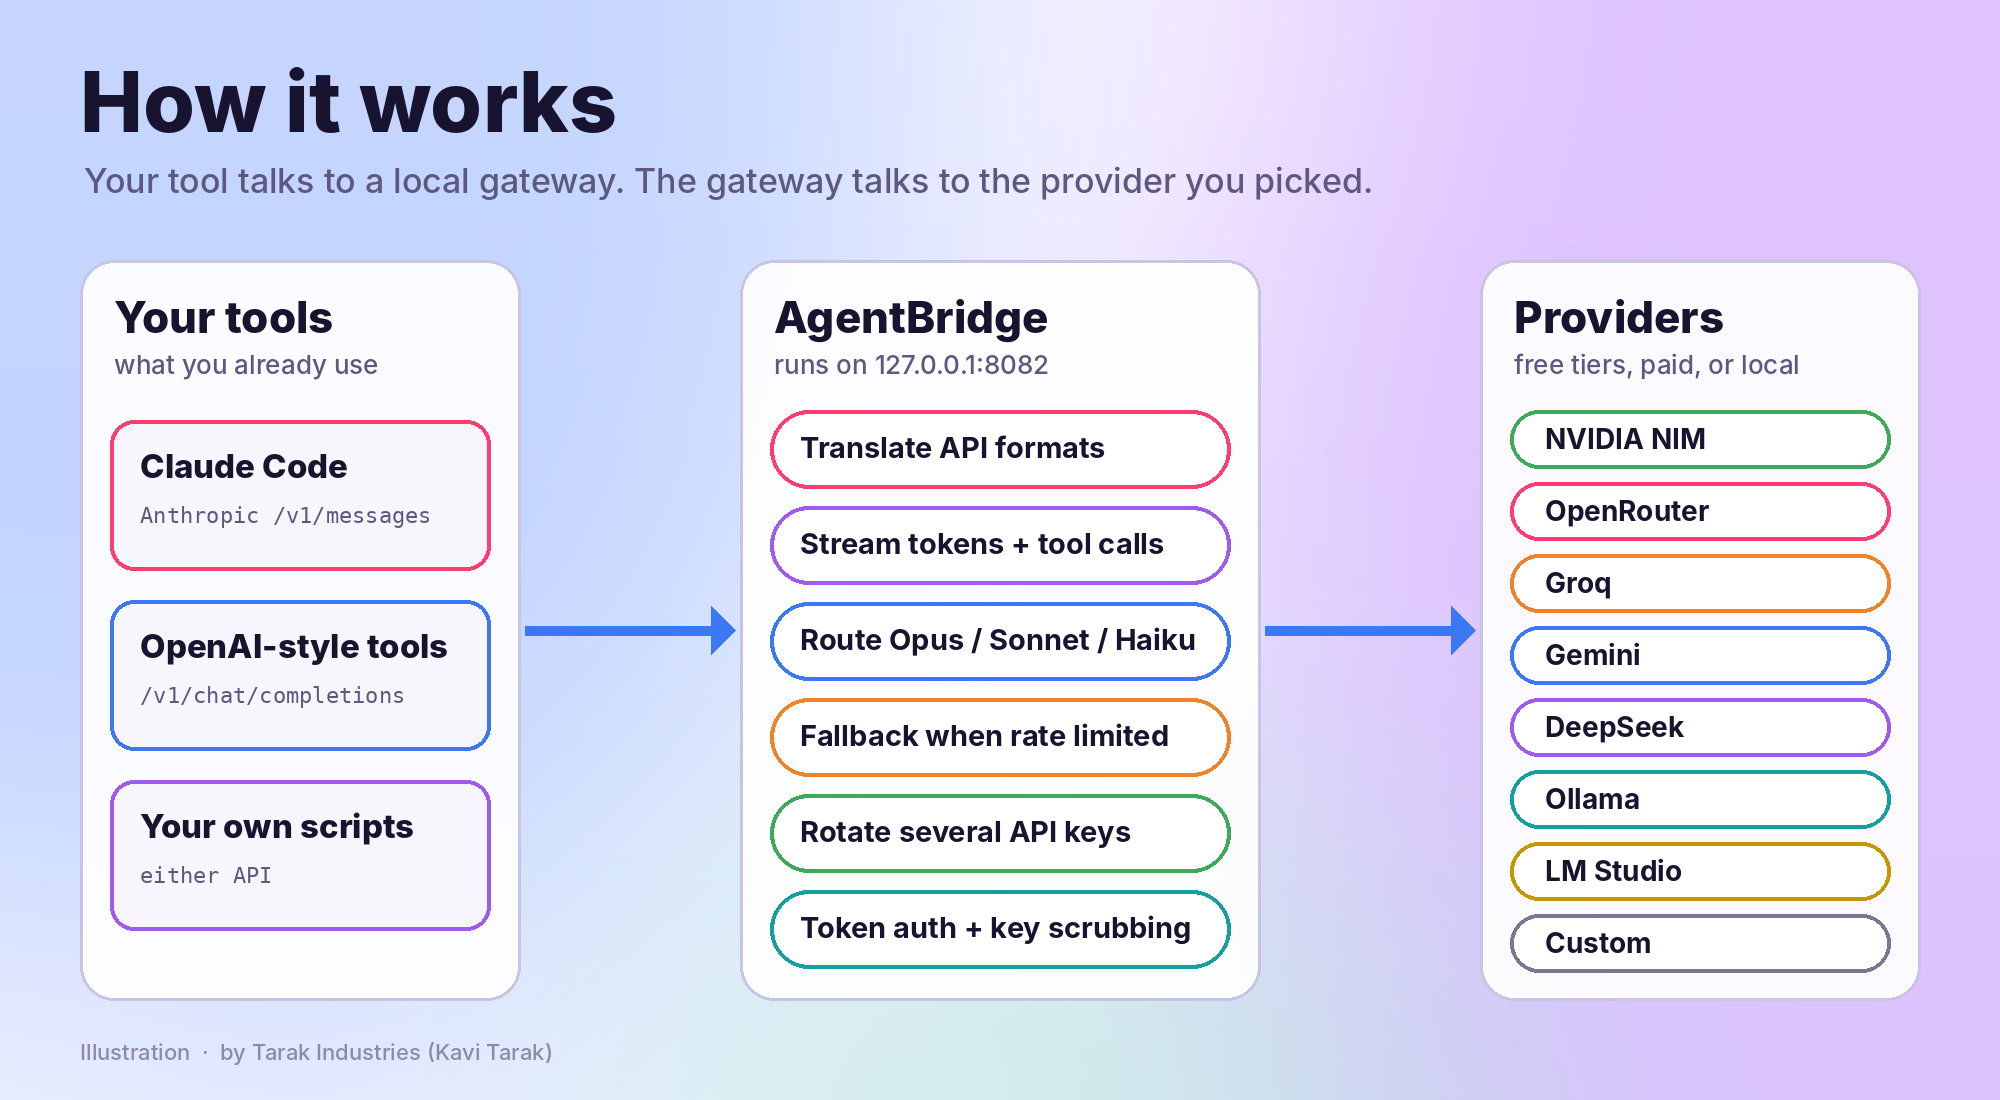 How it works
Your tool talks to a local gateway. The gateway talks to the provider you picked.
Your tools
what you already use
Claude Code
Anthropic /v1/messages
OpenAI-style tools
/v1/chat/completions
Your own scripts
either API
AgentBridge
runs on 127.0.0.1:8082
Translate API formats
Stream tokens + tool calls
Route Opus / Sonnet / Haiku
Fallback when rate limited
Rotate several API keys
Token auth + key scrubbing
Providers
free tiers, paid, or local
NVIDIA NIM
OpenRouter
Groq
Gemini
DeepSeek
Ollama
LM Studio
Custom
Illustration · by Tarak Industries (Kavi Tarak)